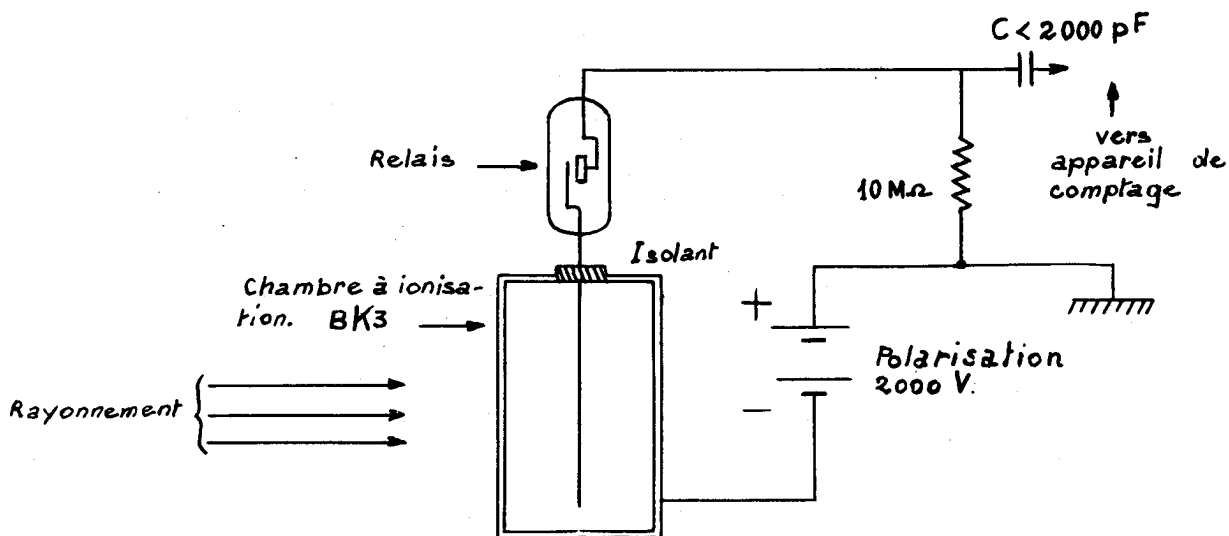 C < 2000 pF
vers
appareil de
comptage
Relais
10 MΩ
Isolant
Chambre à ionisa-
tion. BK3
+
Polarisation
2000 V.
−
Rayonnement